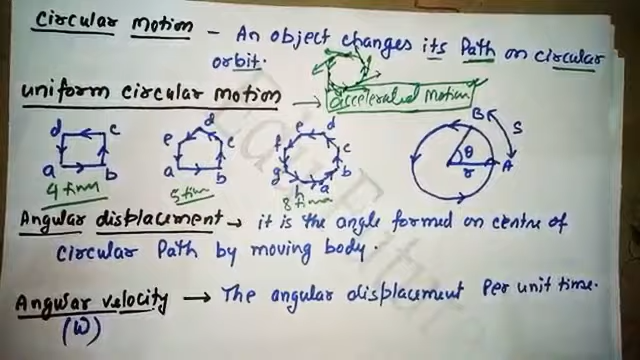 Circular motion - An object changes its Path on circular
orbit.
uniform circular motion → accelerated motion
d c
a b
4 time
d
e c
a b
5 time
e d
f c
g b
h a
8 time
B S
θ
r A
Angular displacement → it is the angle formed on centre of
circular Path by moving body.
Angular velocity → The angular displacement Per unit time.
(W)